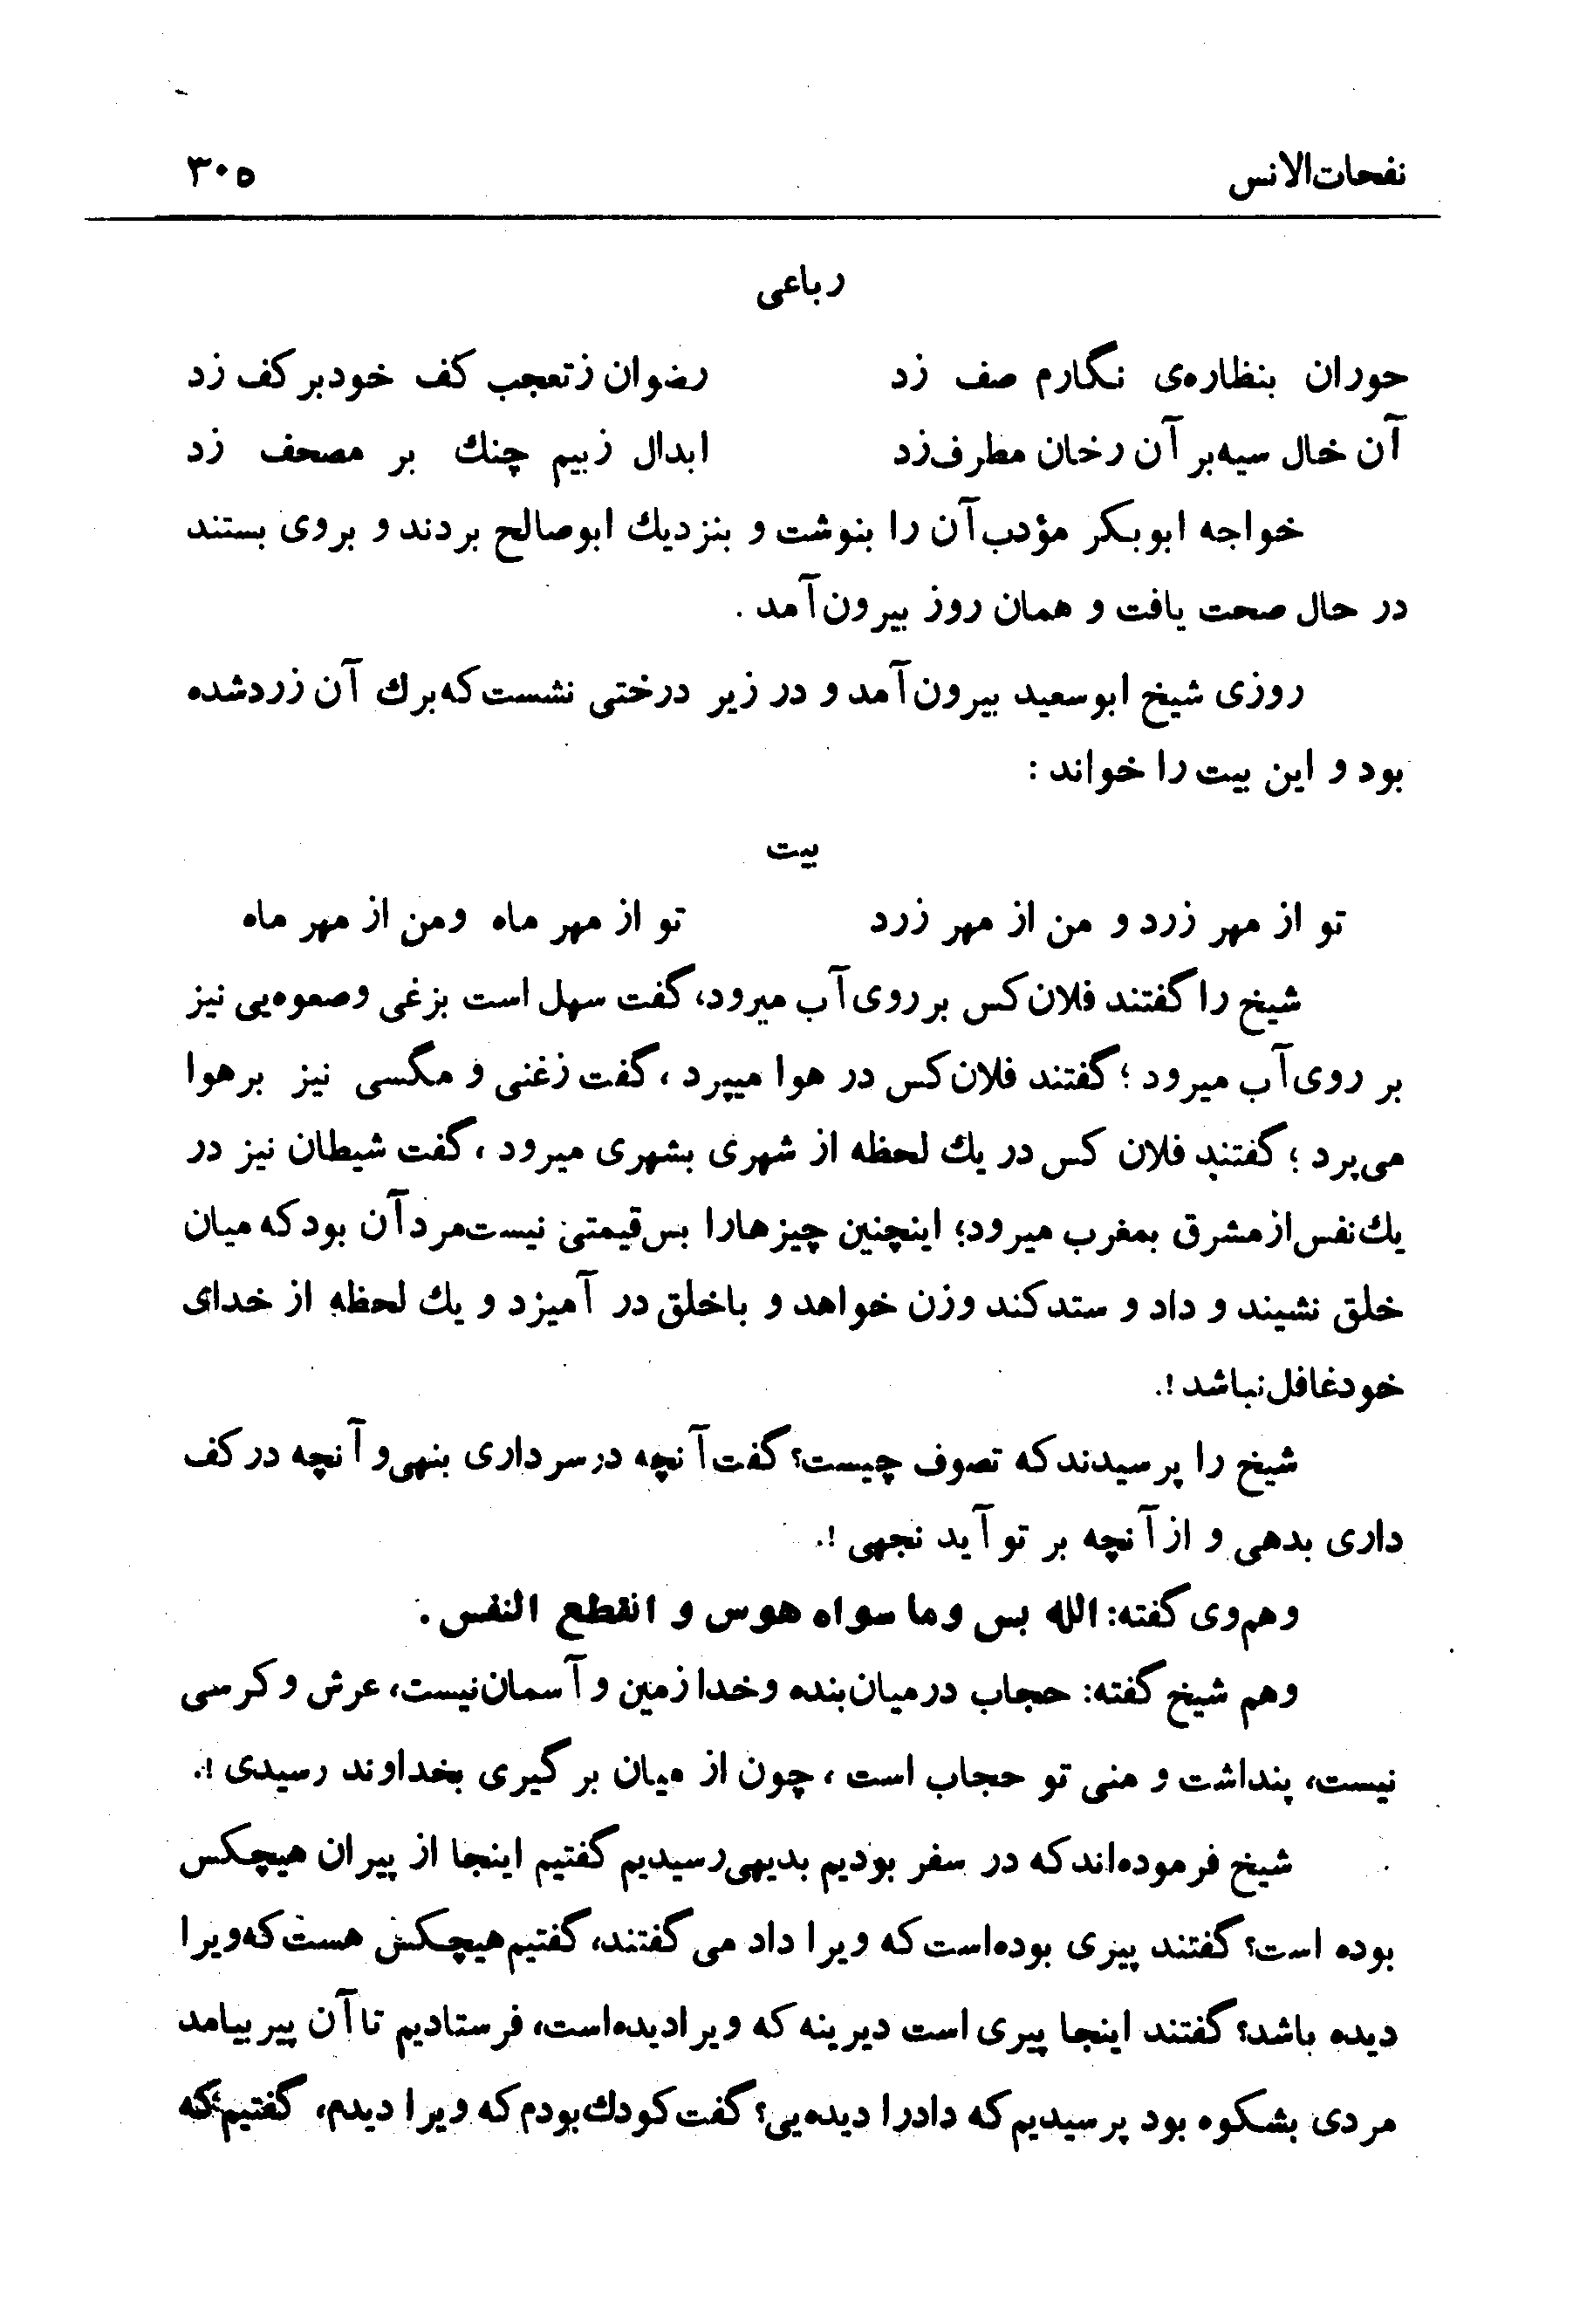 نفحات‌الانس ۳۰۵
رباعی
حوران بنظاره‌ی نگارم صف زد رضوان زتعجب کف خودبر کف زد
آن خال سیه‌بر آن رخان مطرف‌زد ابدال زبیم چنك بر مصحف زد
خواجه ابوبکر مؤدب‌آن را بنوشت و بنزدیك ابوصالح بردند و بروی بستند
در حال صحت یافت و همان روز بیرون‌آمد .
روزی شیخ ابوسعید بیرون‌آمد و در زیر درختی نشست‌که‌برك آن زردشده
بود و این بیت را خواند :
بیت
تو از مهر زرد و من از مهر زرد تو از مهر ماه ومن از مهر ماه
شیخ را گفتند فلان‌کس بر روی‌آب میرود، گفت سهل است بزغی وصعوه‌یی نیز
بر روی‌آب میرود ؛ گفتند فلان‌کس در هوا میپرد ، گفت زغنی و مگسی نیز برهوا
می‌پرد ؛ گفتند فلان کس در یك لحظه از شهری بشهری میرود ، گفت شیطان نیز در
یك‌نفس‌ازمشرق بمغرب میرود؛ اینچنین چیزهارا بس‌قیمتی نیست‌مردآن بودکه میان
خلق نشیند و داد و ستدکند وزن خواهد و باخلق در آمیزد و یك لحظه از خدای
خودغافل‌نباشد !.
شیخ را پرسیدندکه تصوف چیست؟ گفت‌آنچه درسر داری بنهی‌و آنچه در کف
داری بدهی و ازآنچه بر تو آید نجهی !.
وهم‌وی گفته: الله بس وما سواه هوس و انقطع النفس .
وهم شیخ گفته: حجاب درمیان‌بنده وخدا زمین و آسمان‌نیست، عرش و کرسی
نیست، پنداشت و منی تو حجاب است ، چون از میان بر گیری بخداوند رسیدی !.
شیخ فرموده‌اندکه در سفر بودیم بدیهی‌رسیدیم گفتیم اینجا از پیران هیچکس
بوده است؟ گفتند پیری بوده‌است‌که ویرا داد می گفتند، گفتیم‌هیچکس هست‌که‌ویرا
دیده باشد؟ گفتند اینجا پیری است دیرینه که ویرادیده‌است، فرستادیم تاآن پیر بیامد
مردی بشکوه بود پرسیدیم‌که دادرا دیده‌یی؟ گفت‌کودك‌بودم‌که ویرا دیدم، گفتیم‌که